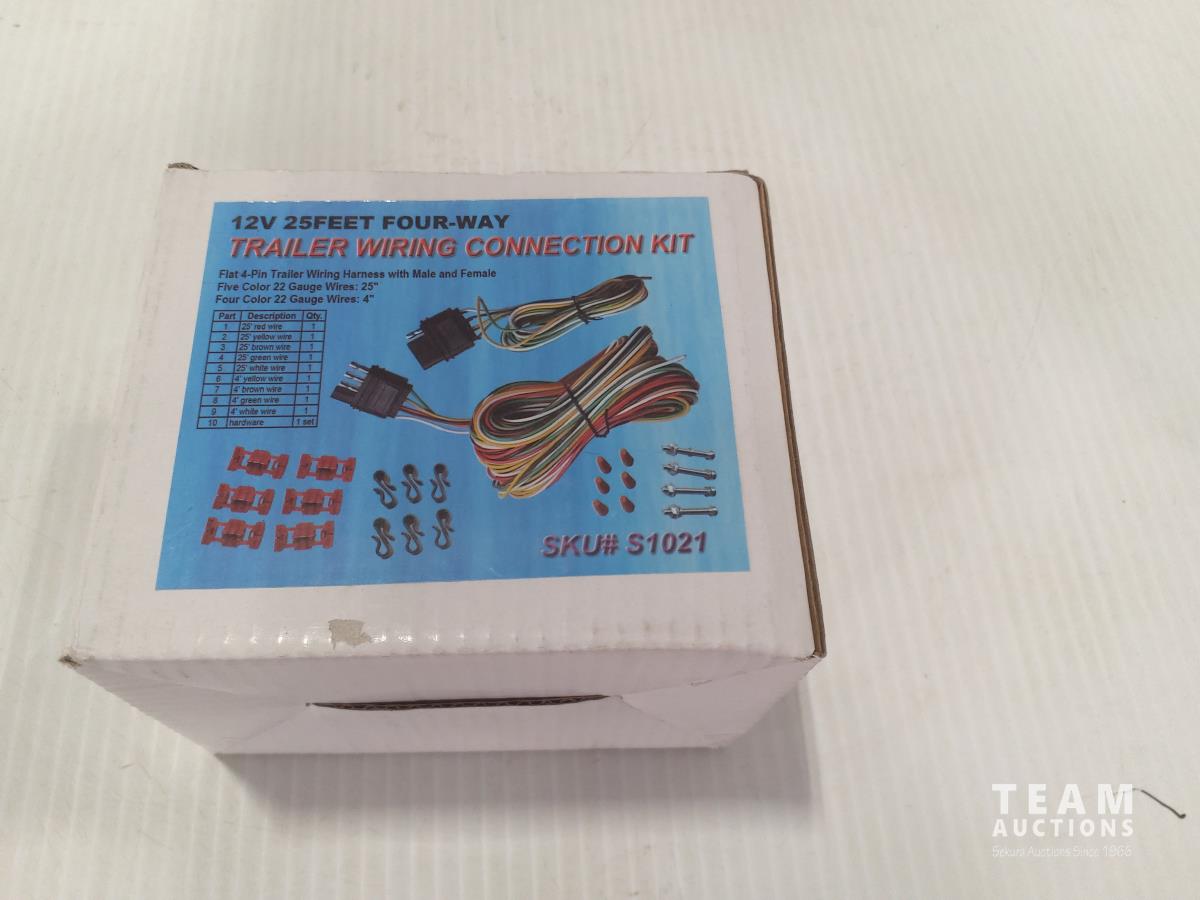 12V 25FEET FOUR-WAY
TRAILER WIRING CONNECTION KIT
Flat 4-Pin Trailer Wiring Harness with Male and Female
Five Color 22 Gauge Wires: 25"
Four Color 22 Gauge Wires: 4"
Part Description Qty.
1 25' red wire 1
2 25' yellow wire 1
3 25' brown wire 1
4 25' green wire 1
5 25' white wire 1
6 4' yellow wire 1
7 4' brown wire 1
8 4' green wire 1
9 4' white wire 1
10 hardware 1 set
SKU# S1021
TEAM
AUCTIONS
Sekura Auctions Since 1966